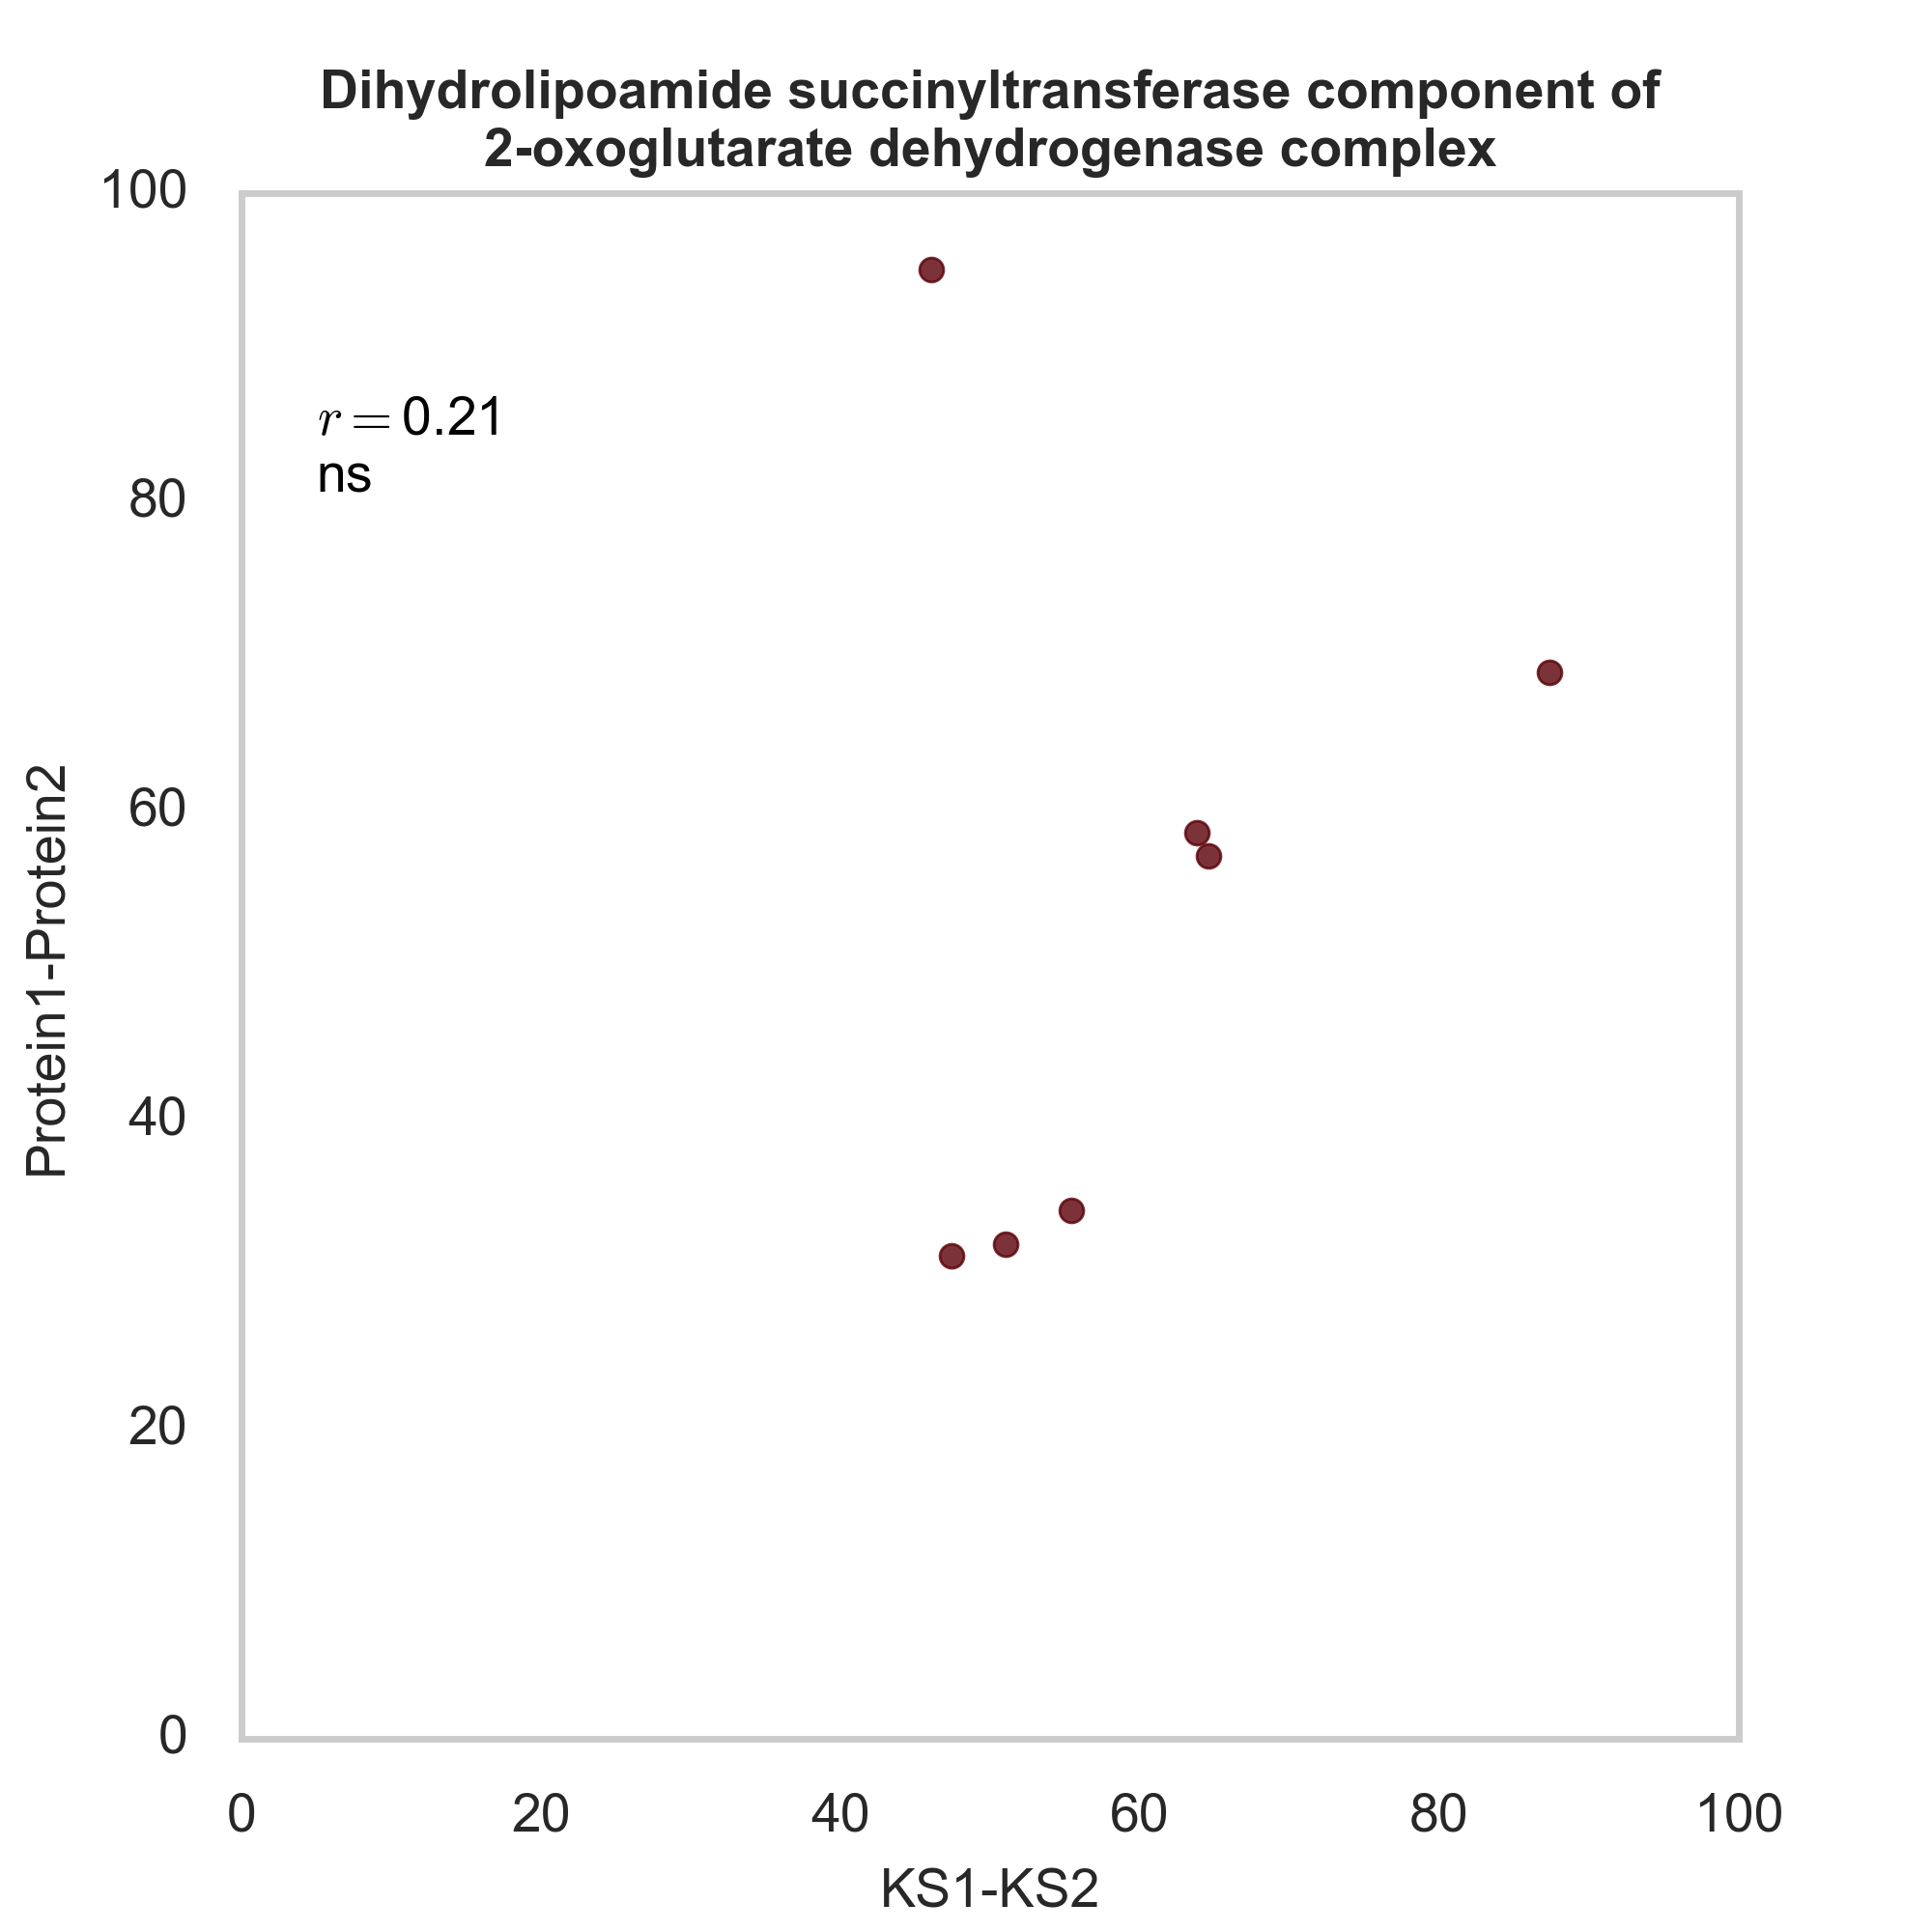 Dihydrolipoamide succinyltransferase component of
2-oxoglutarate dehydrogenase complex
100
80
60
40
20
0
r = 0.21
ns
Protein1-Protein2
0 20 40 60 80 100
KS1-KS2